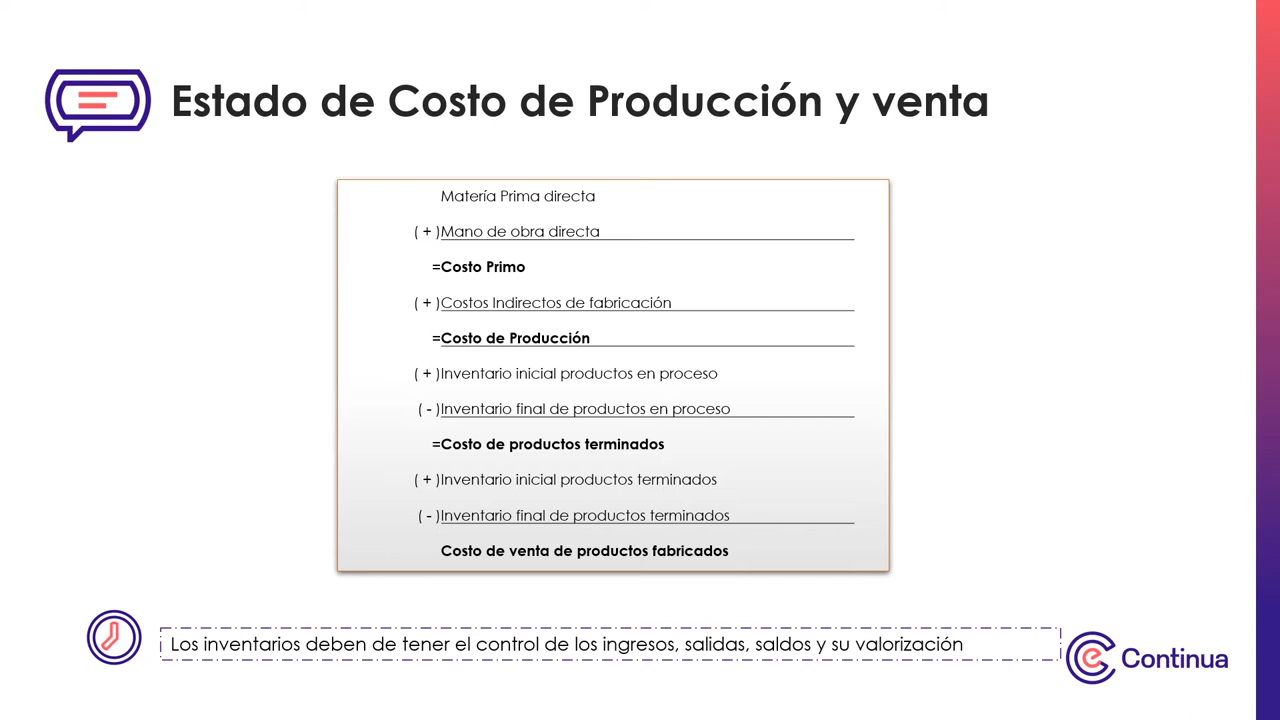 Estado de Costo de Producción y venta
Matería Prima directa
( + )Mano de obra directa
=Costo Primo
( + )Costos Indirectos de fabricación
=Costo de Producción
( + )Inventario inicial productos en proceso
( - )Inventario final de productos en proceso
=Costo de productos terminados
( + )Inventario inicial productos terminados
( - )Inventario final de productos terminados
Costo de venta de productos fabricados
Los inventarios deben de tener el control de los ingresos, salidas, saldos y su valorización
Continua